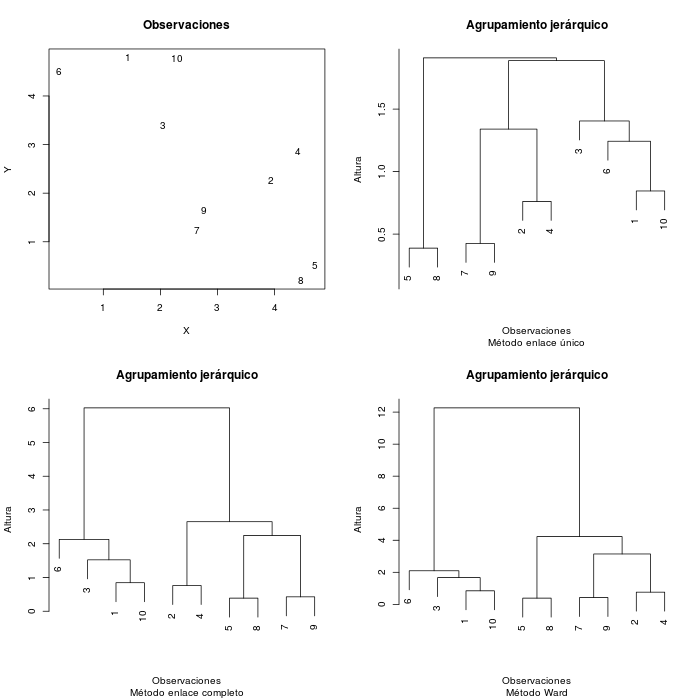 Observaciones
1 10
6
3
4
2
9
7
5
8
Y
4
3
2
1
1 2 3 4
X
Agrupamiento jerárquico
Altura
1.5
1.0
0.5
3
6
1 10
2 4
7 9
5 8
Observaciones
Método enlace único
Agrupamiento jerárquico
Altura
6
5
4
3
2
1
0
6
3
1 10 2 4
5 8 7 9
Observaciones
Método enlace completo
Agrupamiento jerárquico
Altura
12
10
8
6
4
2
0
6
3
1 10
5 8 7 9 2 4
Observaciones
Método Ward